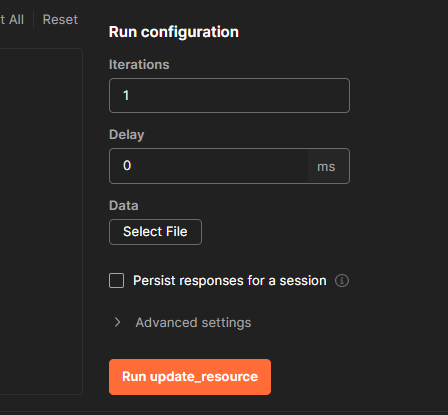 t All Reset
Run configuration
Iterations
1
Delay
0 ms
Data
Select File
Persist responses for a session
Advanced settings
Run update_resource